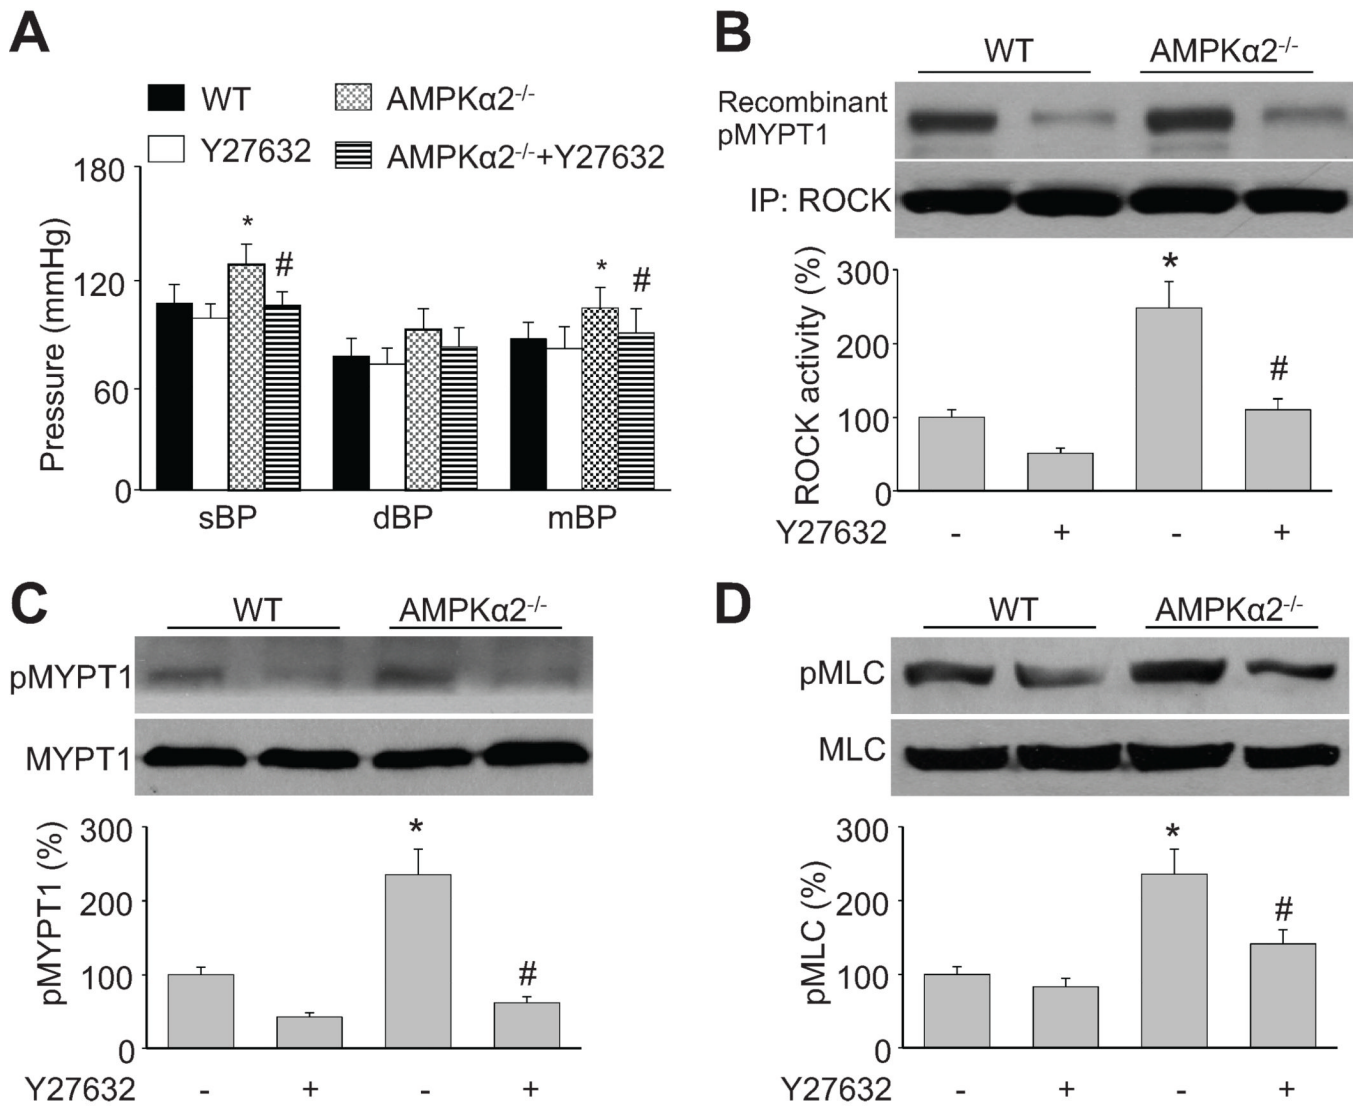 A
WT
AMPKα2-/-
Y27632
AMPKα2-/-+Y27632
Pressure (mmHg)
180
120
60
0
*
#
*
#
sBP
dBP
mBP
B
WT
AMPKα2-/-
Recombinant
pMYPT1
IP: ROCK
ROCK activity (%)
300
200
100
0
*
#
Y27632
-
+
-
+
C
WT
AMPKα2-/-
pMYPT1
MYPT1
pMYPT1 (%)
300
200
100
0
*
#
Y27632
-
+
-
+
D
WT
AMPKα2-/-
pMLC
MLC
pMLC (%)
300
200
100
0
*
#
Y27632
-
+
-
+